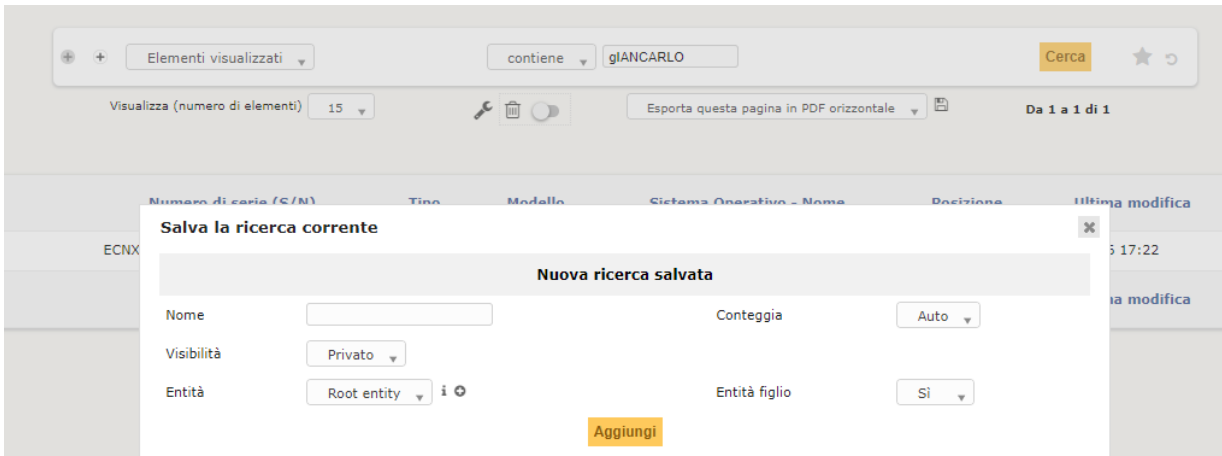 Elementi visualizzati contiene gIANCARLO Cerca
Visualizza (numero di elementi) 15 Esporta questa pagina in PDF orizzontale Da 1 a 1 di 1
Numero di serie (S/N) Tipo Modello Sistema Operativo - Nome Posizione Ultima modifica
Salva la ricerca corrente
ECNX 17:22
Nuova ricerca salvata
modifica
Nome Conteggia Auto
Visibilità Privato
Entità Root entity Entità figlio Sì
Aggiungi